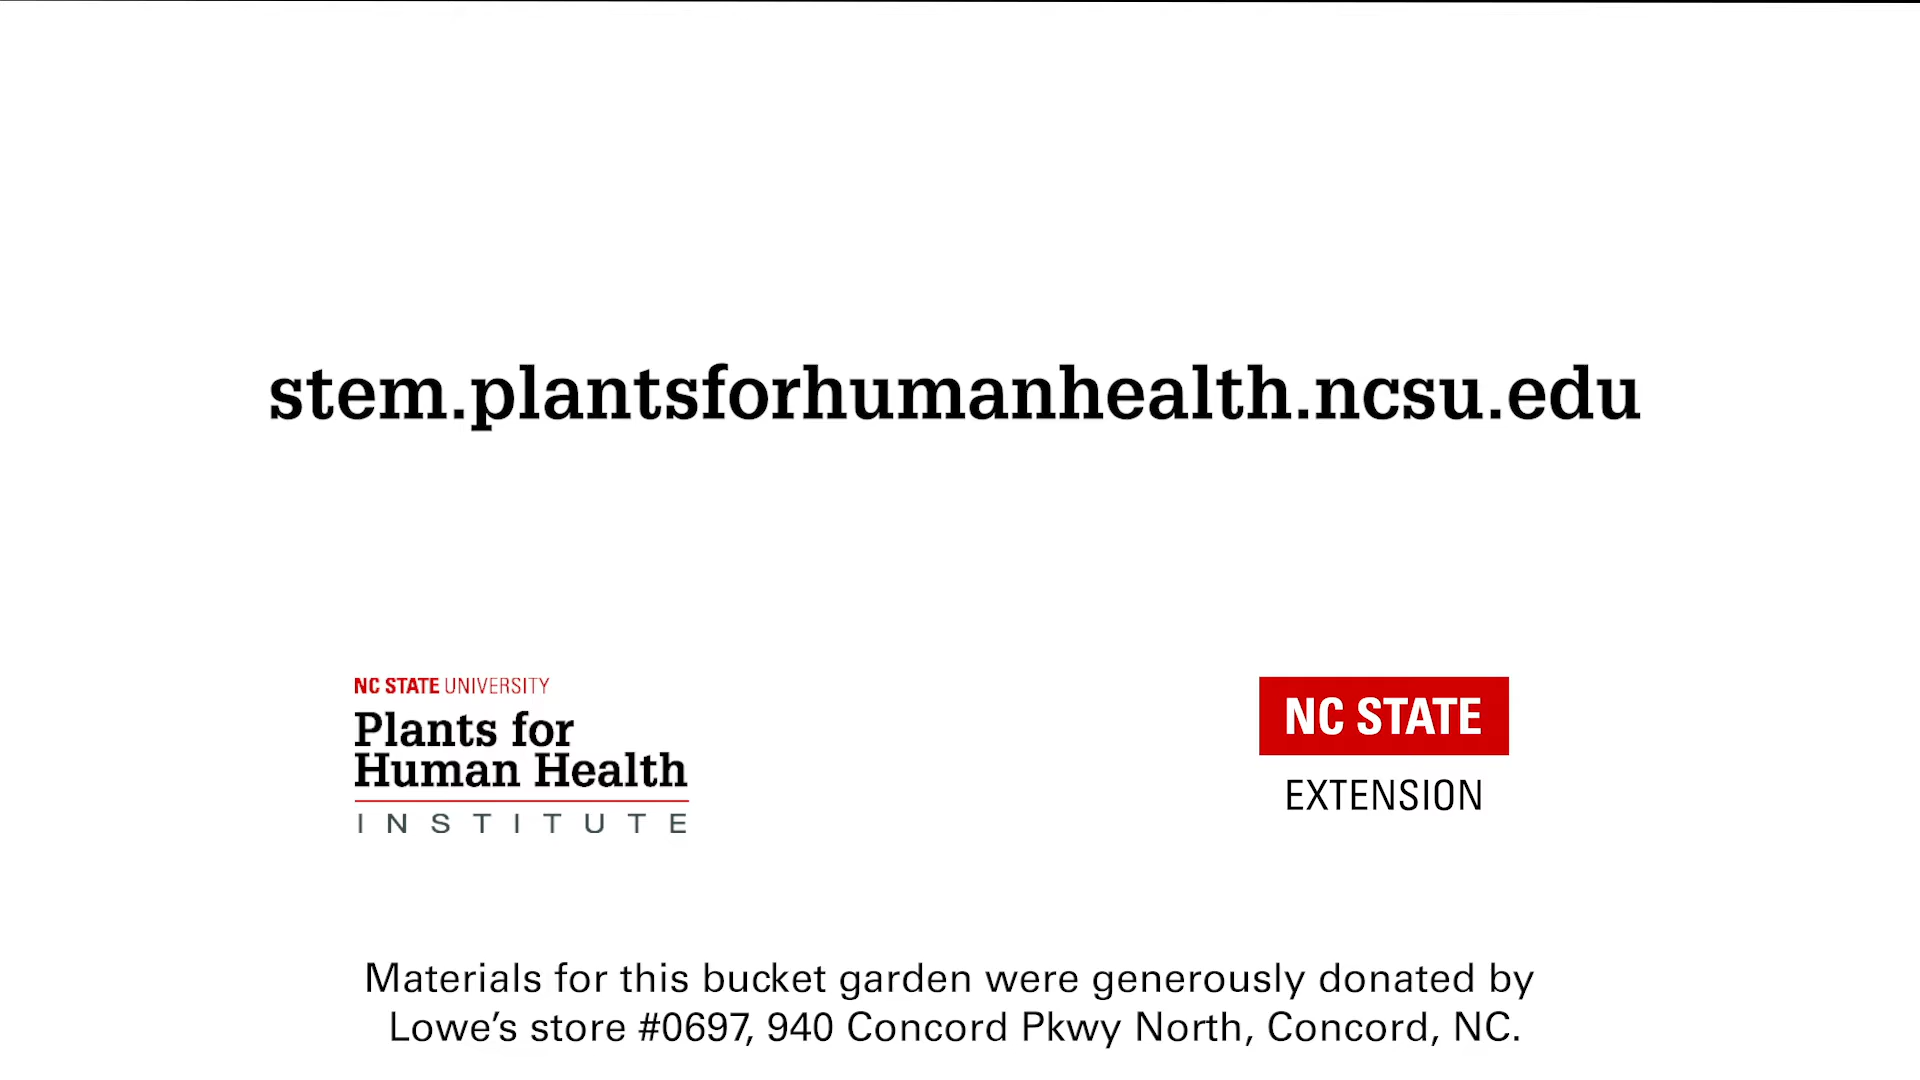 stem.plantsforhumanhealth.ncsu.edu
NC STATE UNIVERSITY
Plants for
Human Health
INSTITUTE
NC STATE
EXTENSION
Materials for this bucket garden were generously donated by
Lowe’s store #0697, 940 Concord Pkwy North, Concord, NC.